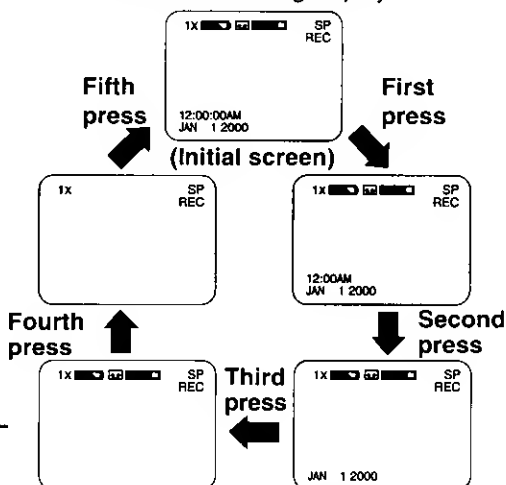 1X SP
REC
12:00:00AM
JAN 1 2000
(Initial screen)
First
press
1X SP
REC
12:00AM
JAN 1 2000
Second
press
1X SP
REC
JAN 1 2000
Third
press
1X SP
REC
Fourth
press
1X SP
REC
Fifth
press